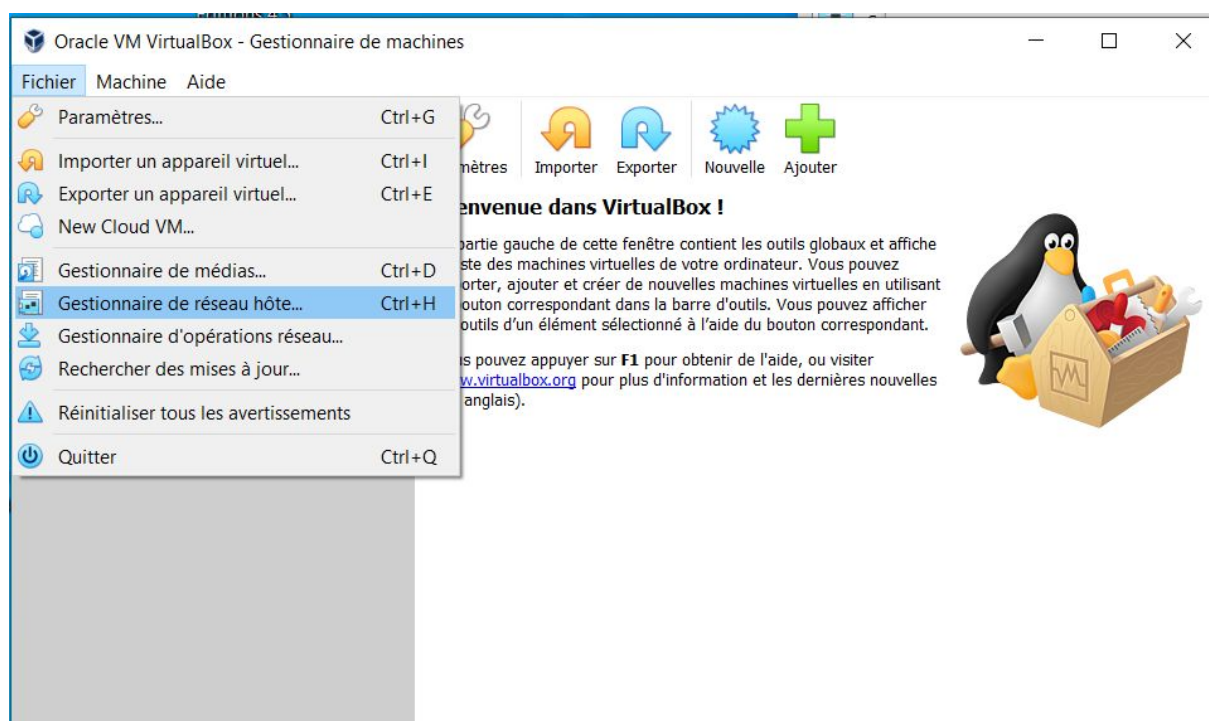 Oracle VM VirtualBox - Gestionnaire de machines
Fichier Machine Aide
Paramètres... Ctrl+G
Importer un appareil virtuel... Ctrl+I
Exporter un appareil virtuel... Ctrl+E
New Cloud VM...
Gestionnaire de médias... Ctrl+D
Gestionnaire de réseau hôte... Ctrl+H
Gestionnaire d'opérations réseau...
Rechercher des mises à jour...
Réinitialiser tous les avertissements
Quitter Ctrl+Q
mètres Importer Exporter Nouvelle Ajouter
envenue dans VirtualBox !
partie gauche de cette fenêtre contient les outils globaux et affiche
ste des machines virtuelles de votre ordinateur. Vous pouvez
orter, ajouter et créer de nouvelles machines virtuelles en utilisant
outon correspondant dans la barre d'outils. Vous pouvez afficher
outils d’un élément sélectionné à l’aide du bouton correspondant.
us pouvez appuyer sur F1 pour obtenir de l'aide, ou visiter
w.virtualbox.org pour plus d'information et les dernières nouvelles
anglais).